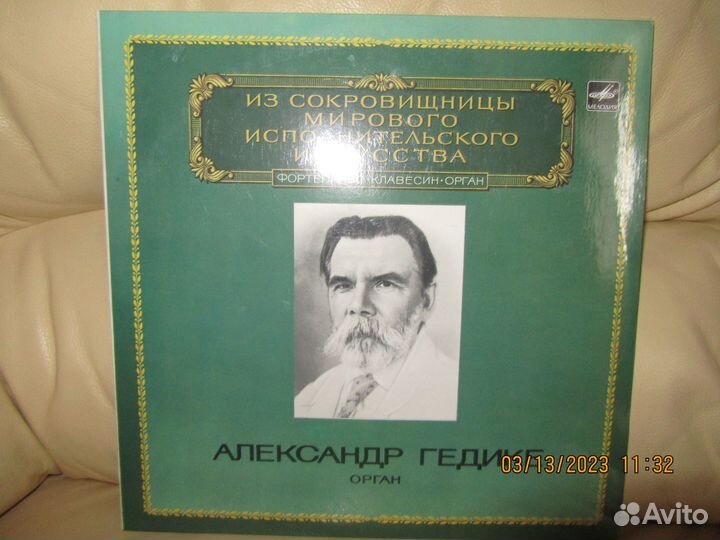 ИЗ СОКРОВИЩНИЦЫ
МИРОВОГО
ИСПОЛНИТЕЛЬСКОГО
ИСКУССТВА
ФОРТЕПИАНО•КЛАВЕСИН•ОРГАН
МЕЛОДИЯ
АЛЕКСАНДР ГЕДИКЕ
ОРГАН
03/13/2023 11:32
Avito